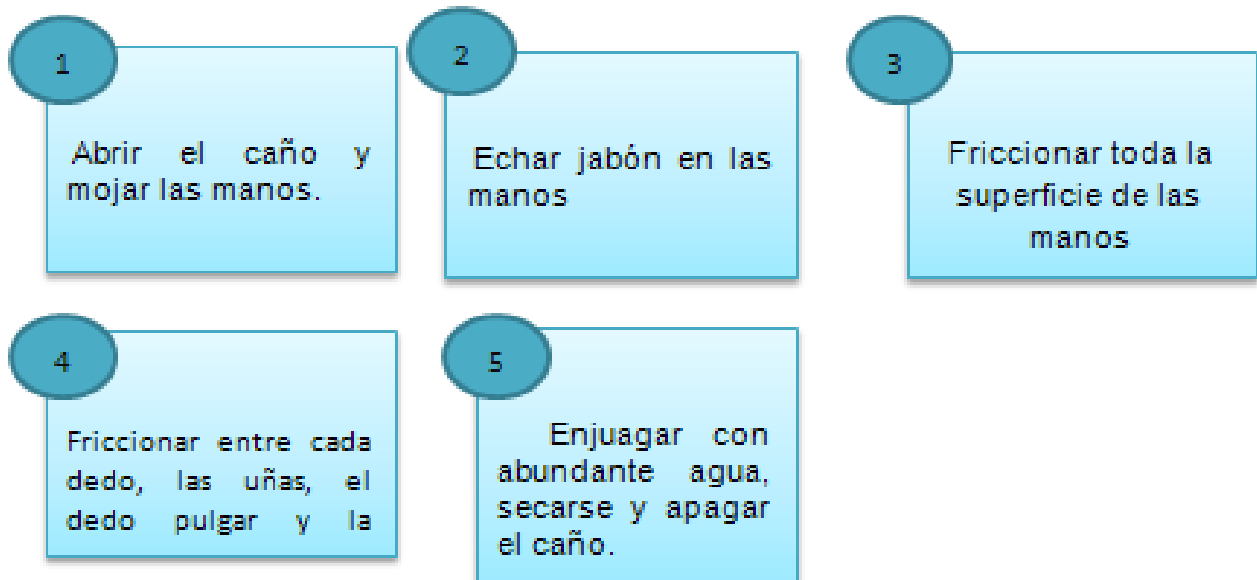 1
Abrir el caño y
mojar las manos.
2
Echar jabón en las
manos
3
Friccionar toda la
superficie de las
manos
4
Friccionar entre cada
dedo, las uñas, el
dedo pulgar y la
5
Enjuagar con
abundante agua,
secarse y apagar
el caño.